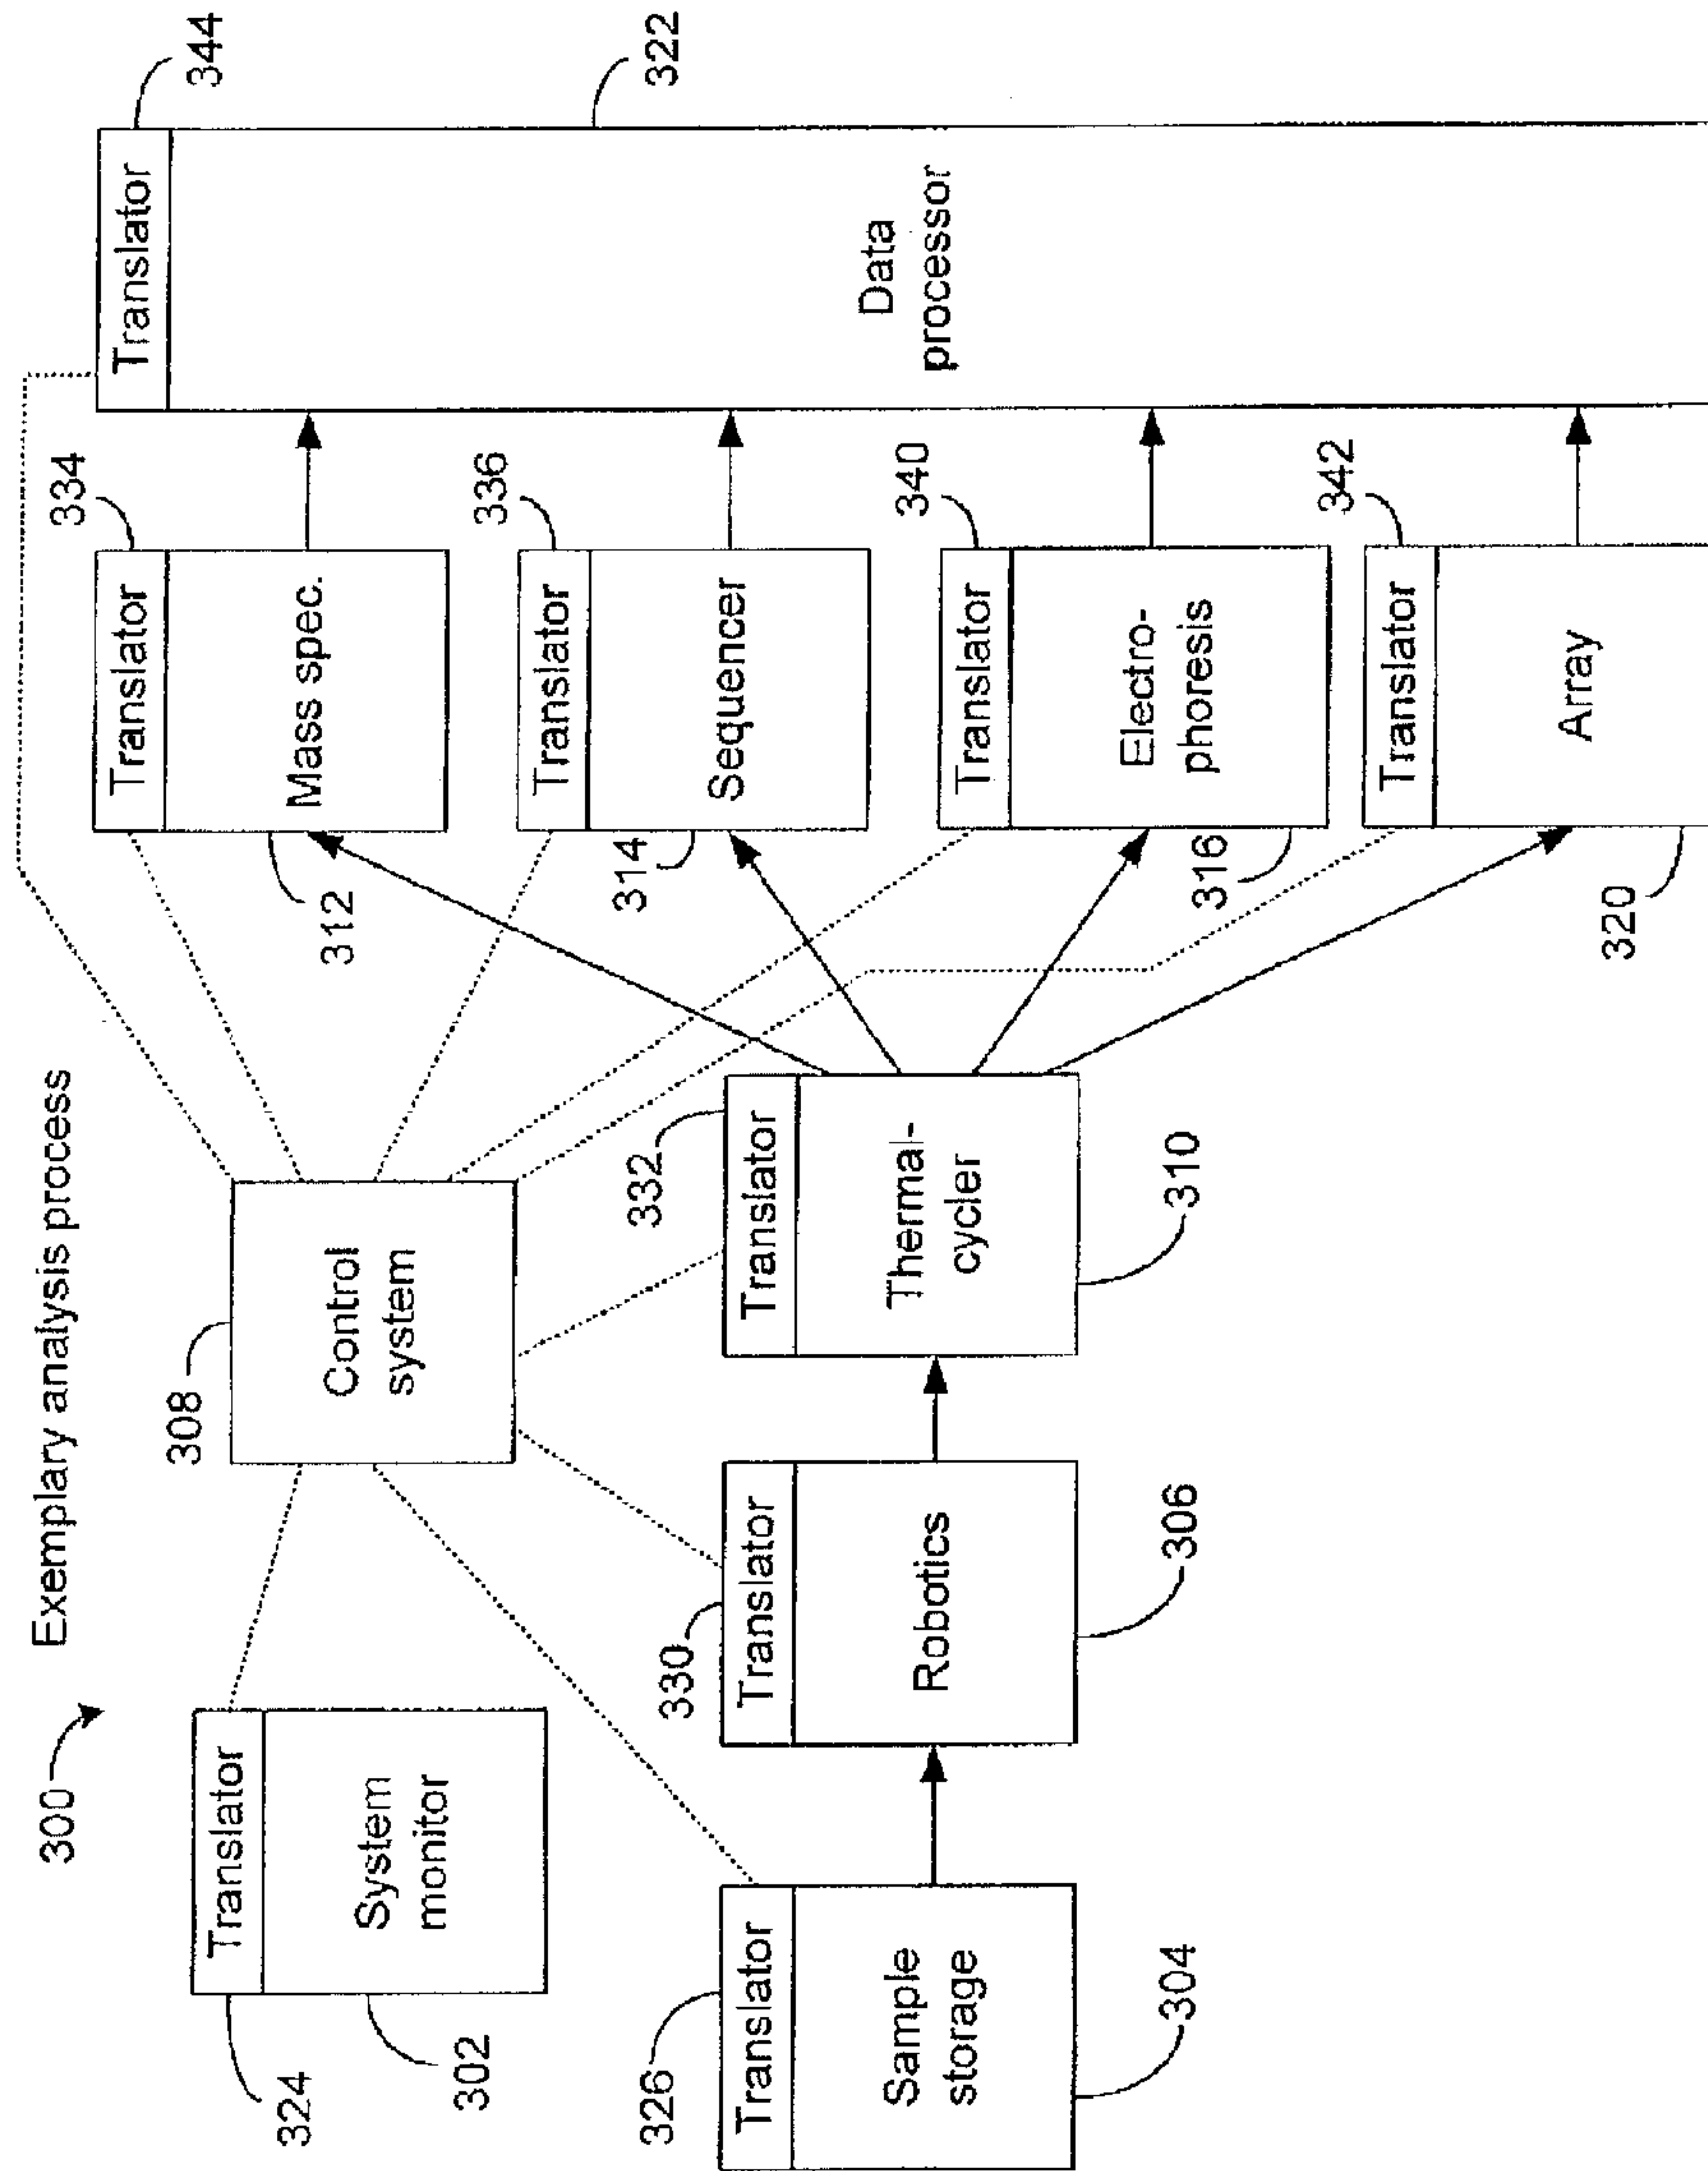 Exemplary analysis process
300
344
334
Translator
Translator
322
324
Translator
308
Control
system
Mass spec.
System
monitor
302
312
336
Translator
Data
processor
Sequencer
314
326
330
332
Translator
Translator
Translator
340
Translator
Sample
storage
Robotics
Thermal-
cycler
Electro-
phoresis
304
306
310
316
342
Translator
Array
320